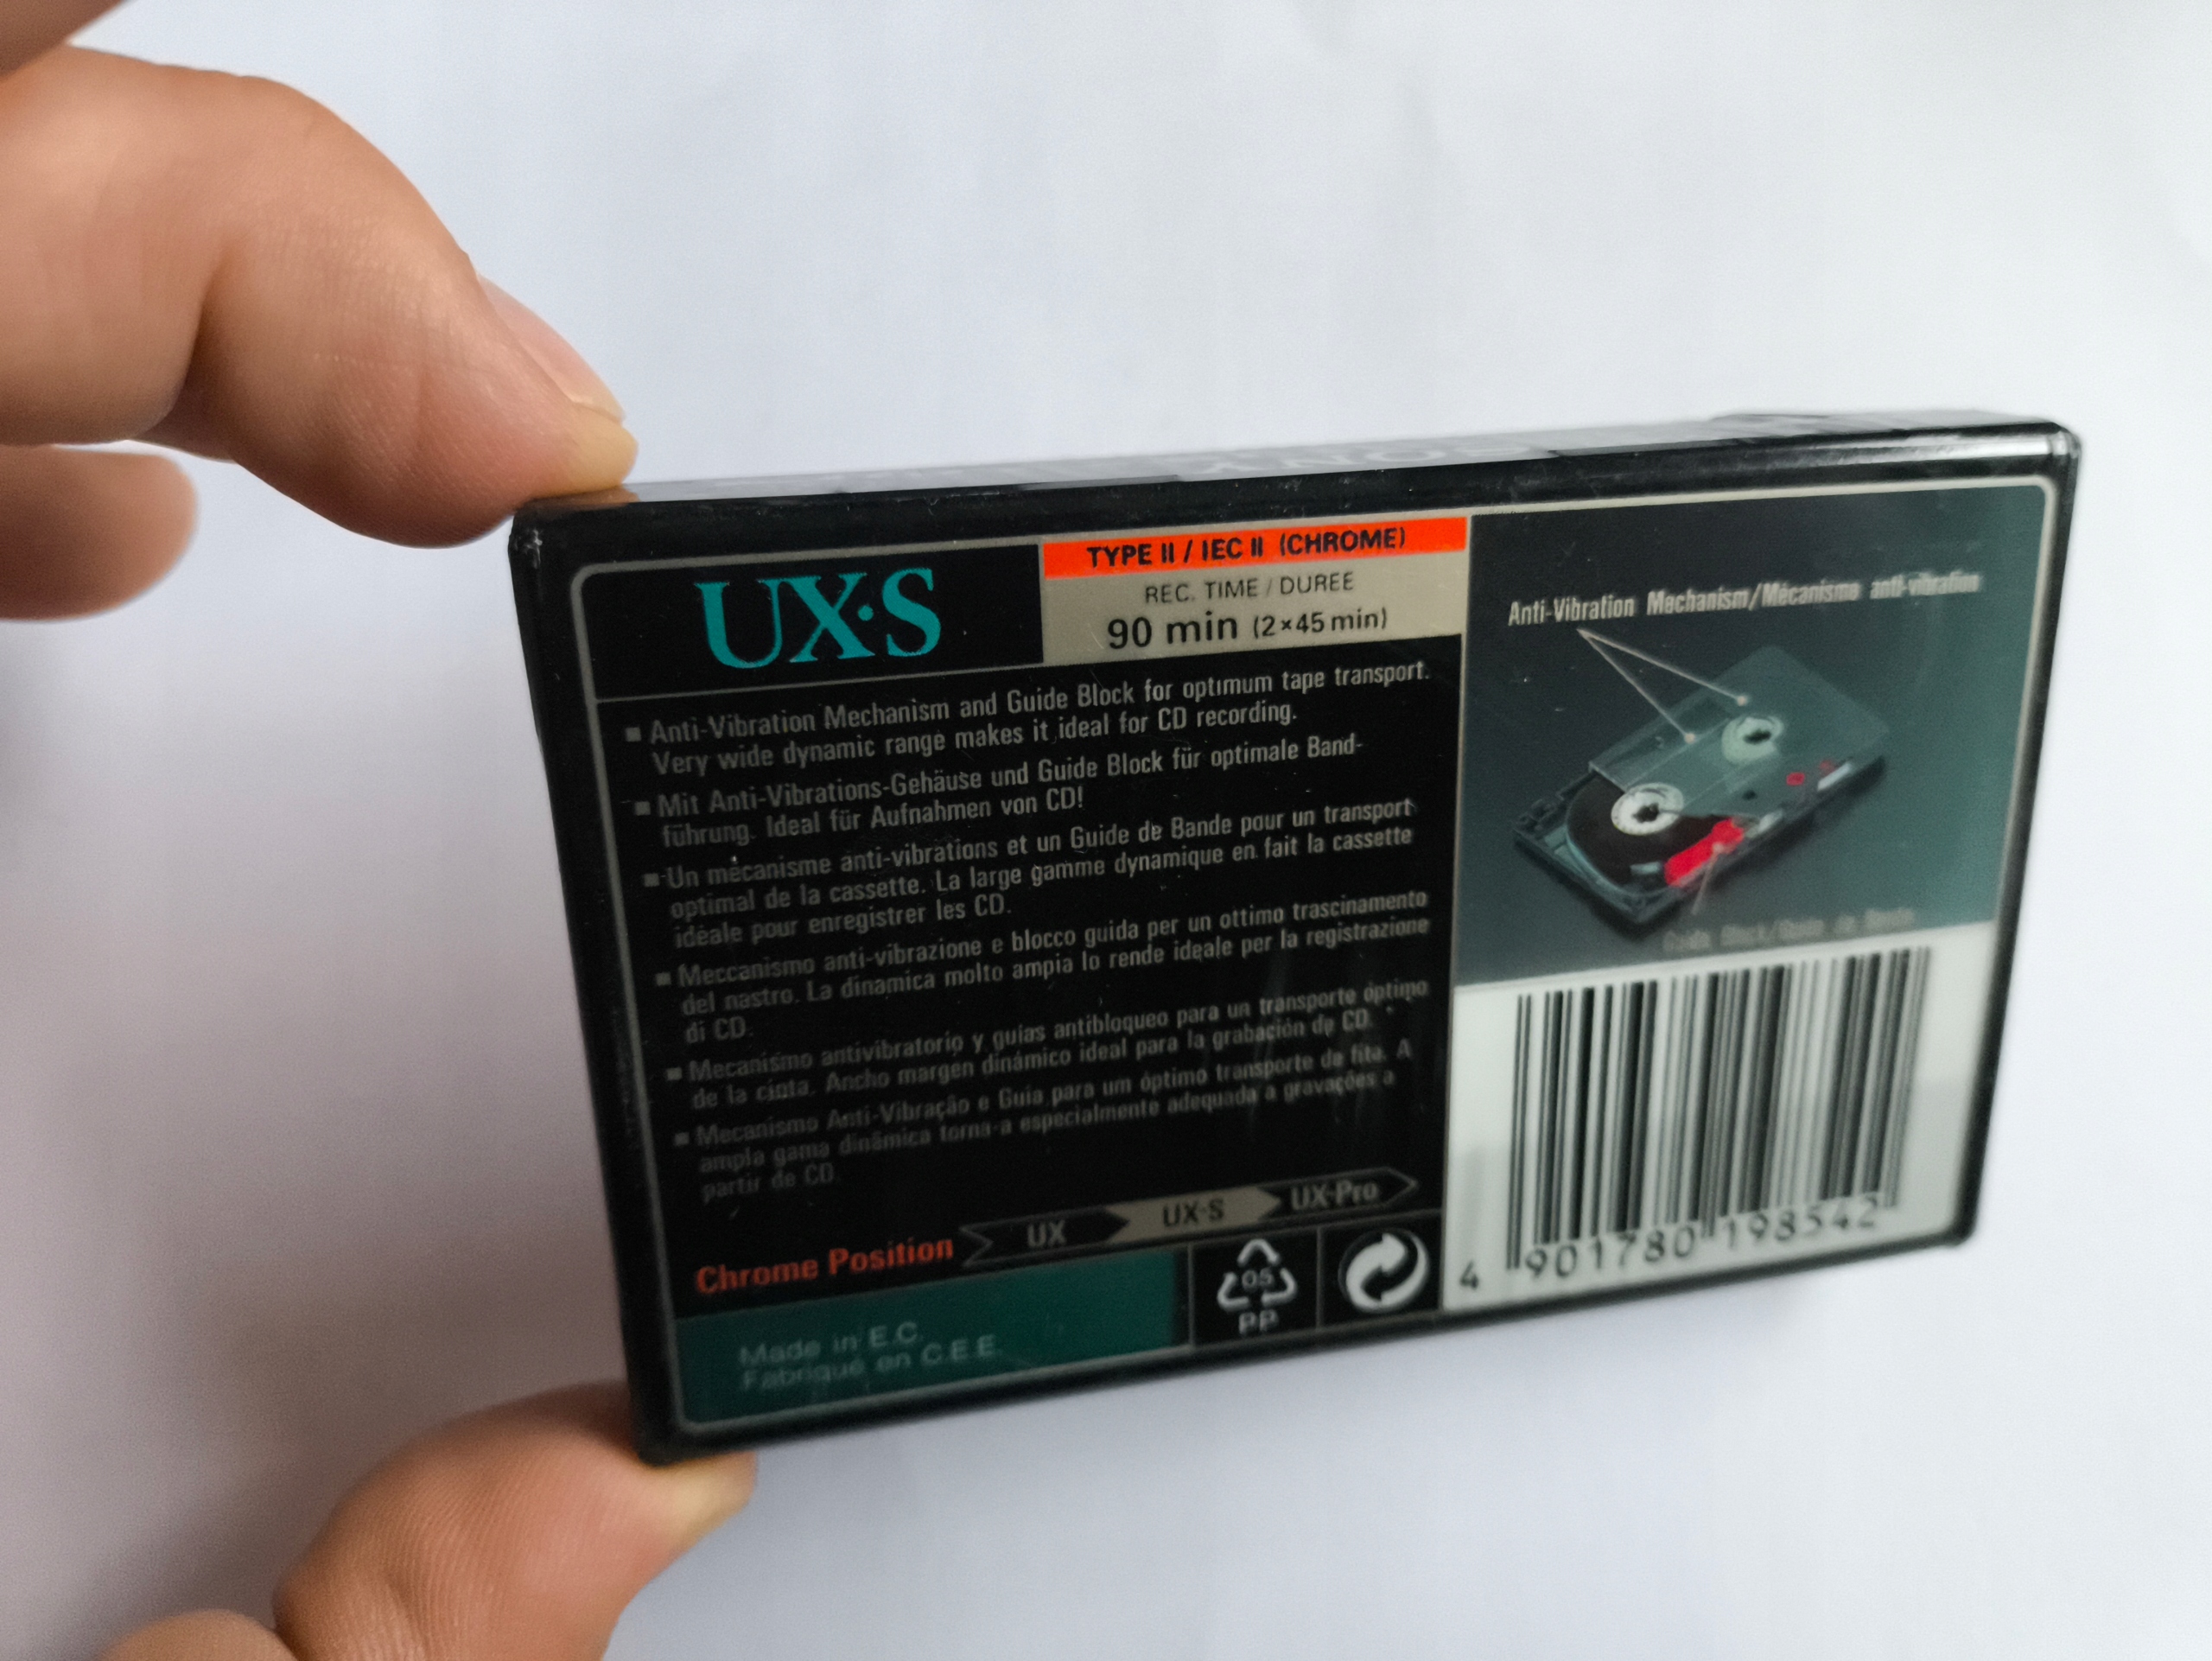 SONY
UX·S
TYPE II / IEC II (CHROME)
REC. TIME / DUREE
90 min (2×45 min)
■ Anti-Vibration Mechanism and Guide Block for optimum tape transport.
Very wide dynamic range makes it ideal for CD recording.
■ Mit Anti-Vibrations-Gehäuse und Guide Block für optimale Band-
führung. Ideal für Aufnahmen von CD!
■ Un mécanisme anti-vibrations et un Guide de Bande pour un transport
optimal de la cassette. La large gamme dynamique en fait la cassette
idéale pour enregistrer les CD.
■ Meccanismo anti-vibrazione e blocco guida per un ottimo trascinamento
del nastro. La dinamica molto ampia lo rende ideale per la registrazione
di CD.
■ Mecanismo antivibratorio y guías antibloqueo para un transporte óptimo
de la cinta. Ancho margen dinámico ideal para la grabación de CD.
■ Mecanismo Anti-Vibração e Guia para um óptimo transporte de fita. A
ampla gama dinâmica torna-a especialmente adequada a gravações a
partir de CD.
Chrome Position UX UX-S UX-Pro
Made in E.C.
Fabriqué en C.E.E.
05
PP
Anti-Vibration Mechanism/Mécanisme anti-vibration
Guide Block/Guide de Bande
4 901780 198542